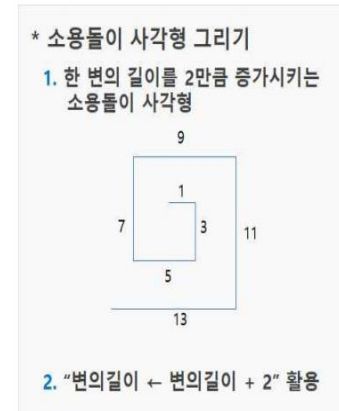 * 소용돌이 사각형 그리기
1. 한 변의 길이를 2만큼 증가시키는
소용돌이 사각형
9
1
7
3
11
5
13
2. “변의길이 ← 변의길이 + 2” 활용